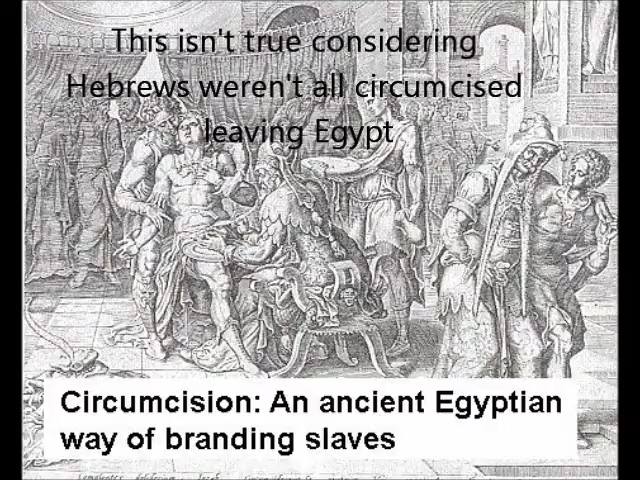 This isn't true considering
Hebrews weren't all circumcised
leaving Egypt
Circumcision: An ancient Egyptian
way of branding slaves